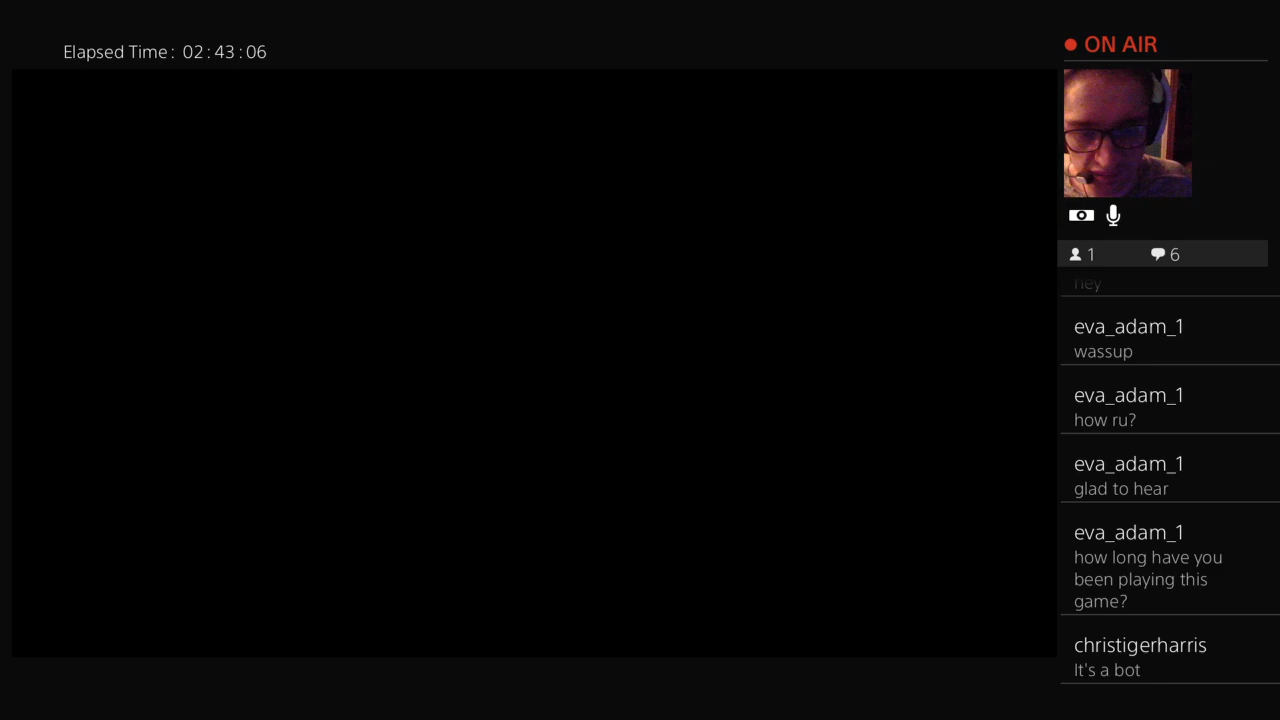 Elapsed Time: 02:43:06
ON AIR
1 6
hey
eva_adam_1
wassup
eva_adam_1
how ru?
eva_adam_1
glad to hear
eva_adam_1
how long have you
been playing this
game?
christigerharris
It's a bot